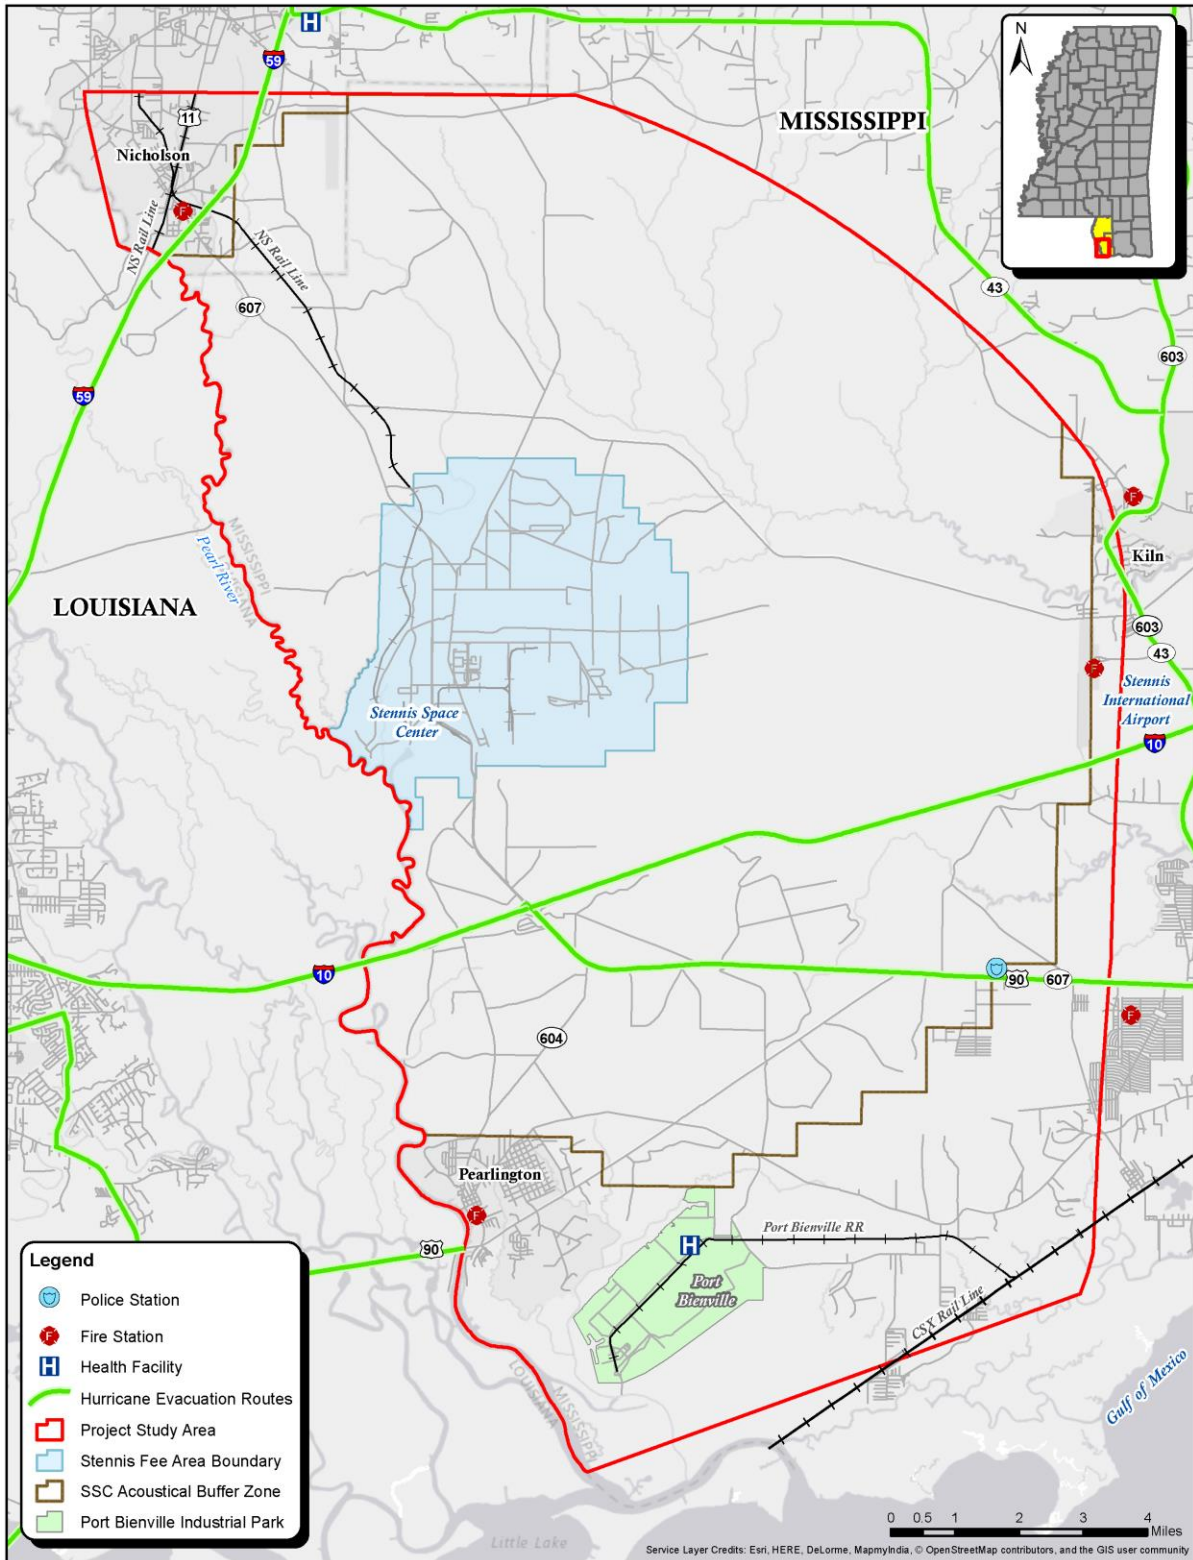 H
59
N
11
MISSISSIPPI
Nicholson
F
NS Rail Line
NS Rail Line
607
43
603
59
F
MISSISSIPPI
LOUISIANA
Pearl River
Kiln
LOUISIANA
603
43
F
Stennis Space
Center
Stennis
International
Airport
10
10
90
607
F
604
Pearlington
F
90
H
Port Bienville RR
Port
Bienville
CSX Rail Line
Gulf of Mexico
MISSISSIPPI
LOUISIANA
Little Lake
Legend
Police Station
F
Fire Station
H
Health Facility
Hurricane Evacuation Routes
Project Study Area
Stennis Fee Area Boundary
SSC Acoustical Buffer Zone
Port Bienville Industrial Park
0 0.5 1 2 3 4
Miles
Service Layer Credits: Esri, HERE, DeLorme, MapmyIndia, © OpenStreetMap contributors, and the GIS user community